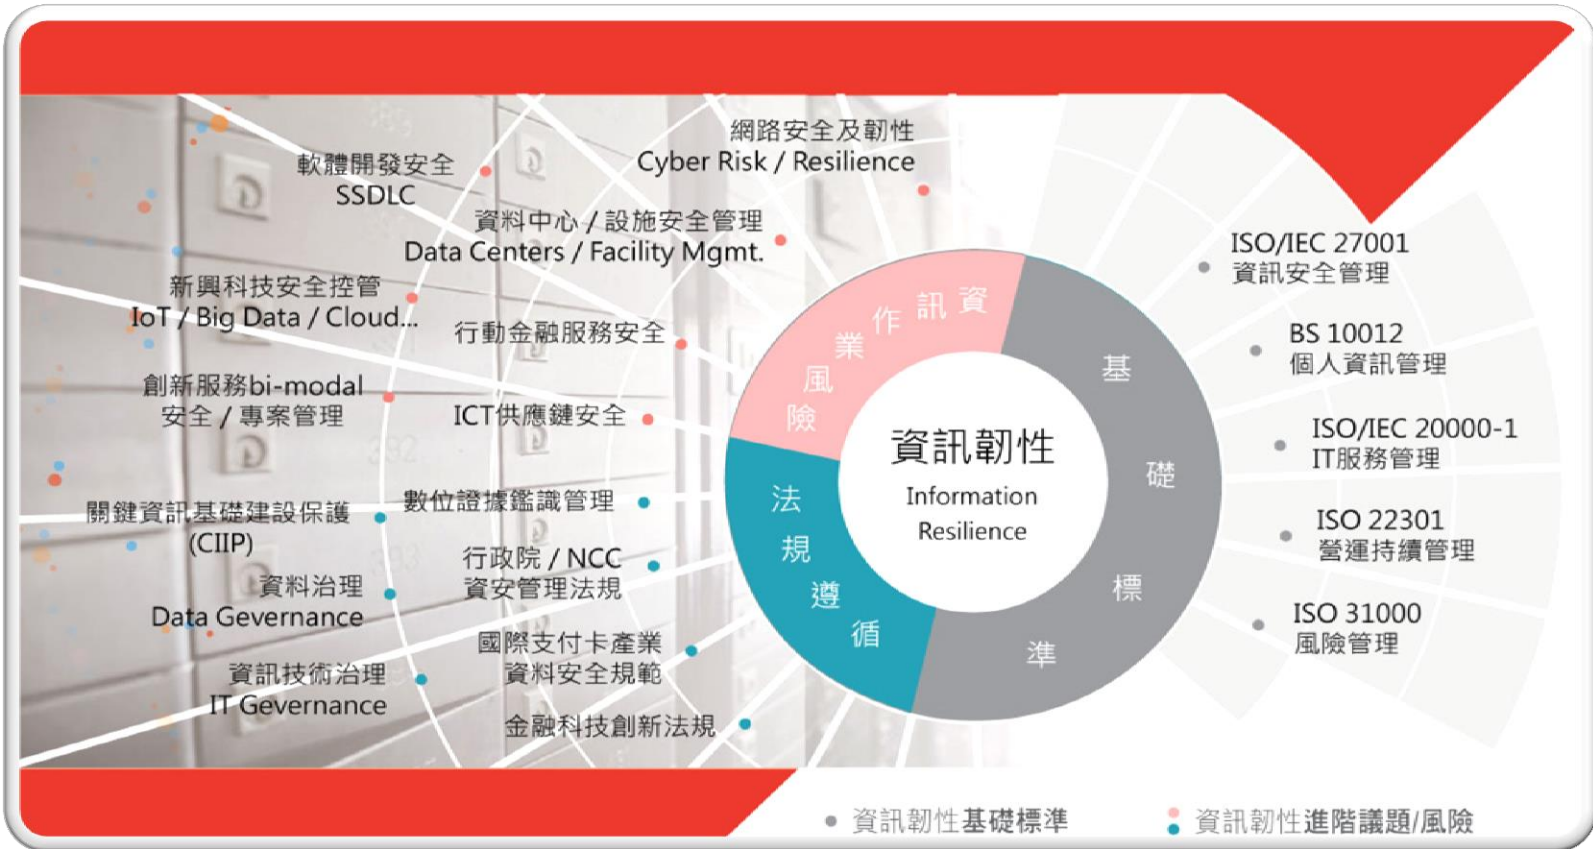 網路安全及韌性
Cyber Risk / Resilience
軟體開發安全
SSDLC
資料中心 / 設施安全管理
Data Centers / Facility Mgmt.
新興科技安全控管
IoT / Big Data / Cloud...
行動金融服務安全
創新服務bi-modal
安全 / 專案管理
ICT供應鏈安全
數位證據鑑識管理
關鍵資訊基礎建設保護
(CIIP)
行政院 / NCC
資安管理法規
資料治理
Data Gevernance
國際支付卡產業
資料安全規範
資訊技術治理
IT Gevernance
金融科技創新法規
資訊作業風險
法規遵循
基礎標準
資訊韌性
Information
Resilience
ISO/IEC 27001
資訊安全管理
BS 10012
個人資訊管理
ISO/IEC 20000-1
IT服務管理
ISO 22301
營運持續管理
ISO 31000
風險管理
資訊韌性基礎標準
資訊韌性進階議題/風險